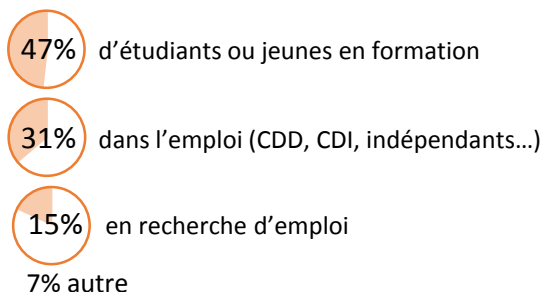 47% d’étudiants ou jeunes en formation
31% dans l’emploi (CDD, CDI, indépendants…)
15% en recherche d’emploi
7% autre